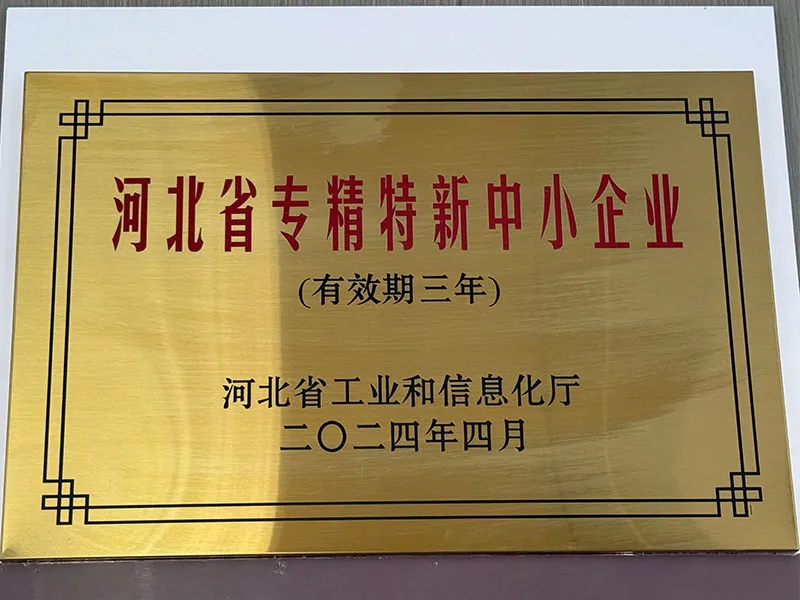 河北省专精特新中小企业
(有效期三年)
河北省工业和信息化厅
二〇二四年四月